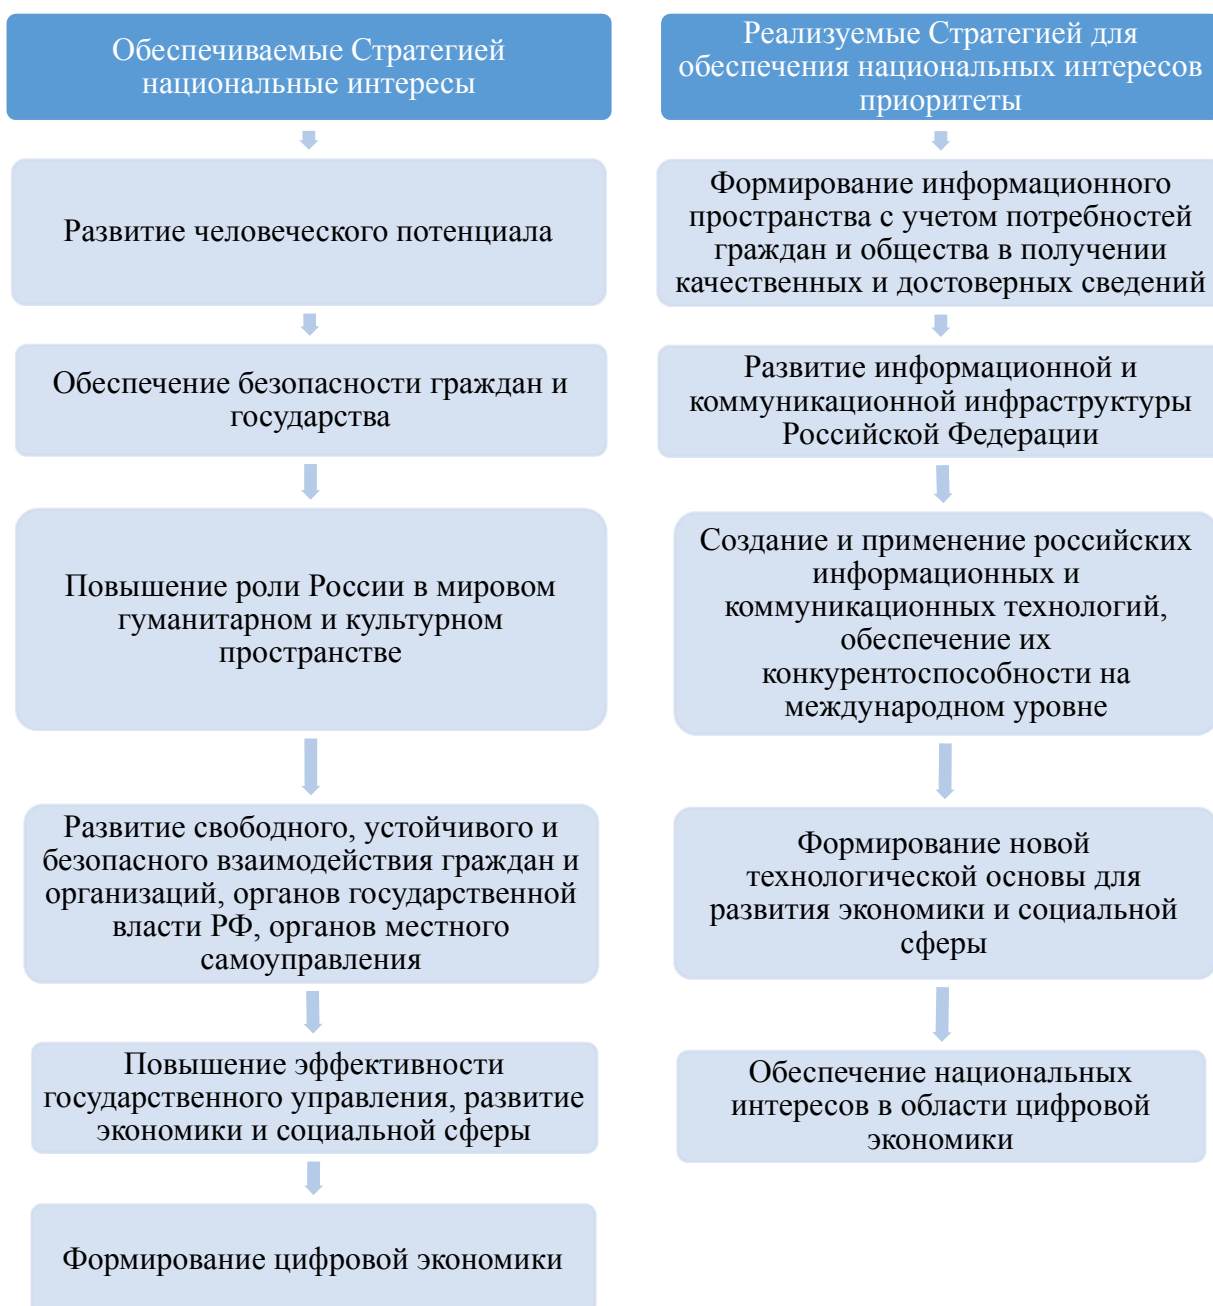 Обеспечиваемые Стратегией
национальные интересы
Развитие человеческого потенциала
Обеспечение безопасности граждан и
государства
Повышение роли России в мировом
гуманитарном и культурном
пространстве
Развитие свободного, устойчивого и
безопасного взаимодействия граждан и
организаций, органов государственной
власти РФ, органов местного
самоуправления
Повышение эффективности
государственного управления, развитие
экономики и социальной сферы
Формирование цифровой экономики
Реализуемые Стратегией для
обеспечения национальных интересов
приоритеты
Формирование информационного
пространства с учетом потребностей
граждан и общества в получении
качественных и достоверных сведений
Развитие информационной и
коммуникационной инфраструктуры
Российской Федерации
Создание и применение российских
информационных и
коммуникационных технологий,
обеспечение их
конкурентоспособности на
международном уровне
Формирование новой
технологической основы для
развития экономики и социальной
сферы
Обеспечение национальных
интересов в области цифровой
экономики